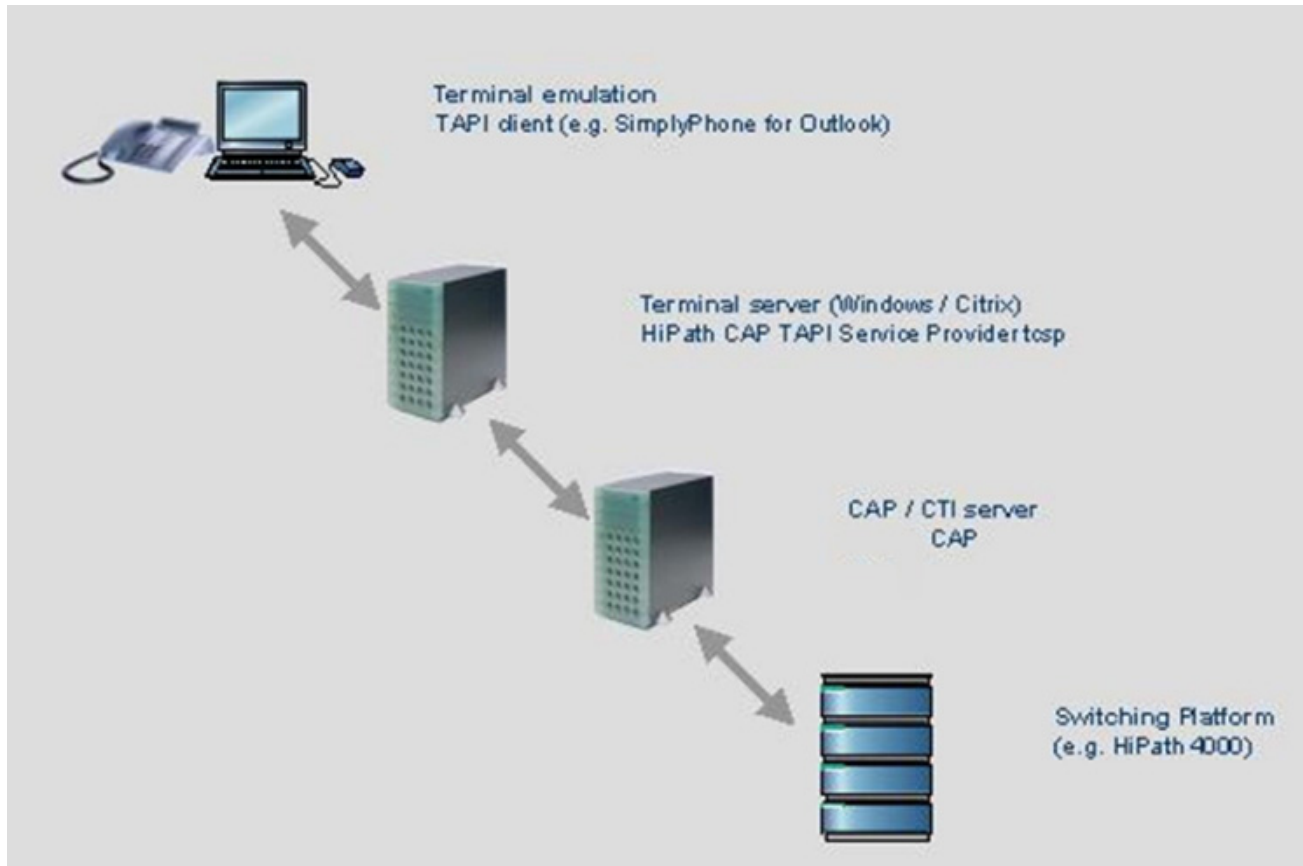 Terminal emulation
TAPI client (e.g. SimplyPhone for Outlook)
Terminal server (Windows / Citrix)
HiPath CAP TAPI Service Provider tcsp
CAP / CTI server
CAP
Switching Platform
(e.g. HiPath 4000)